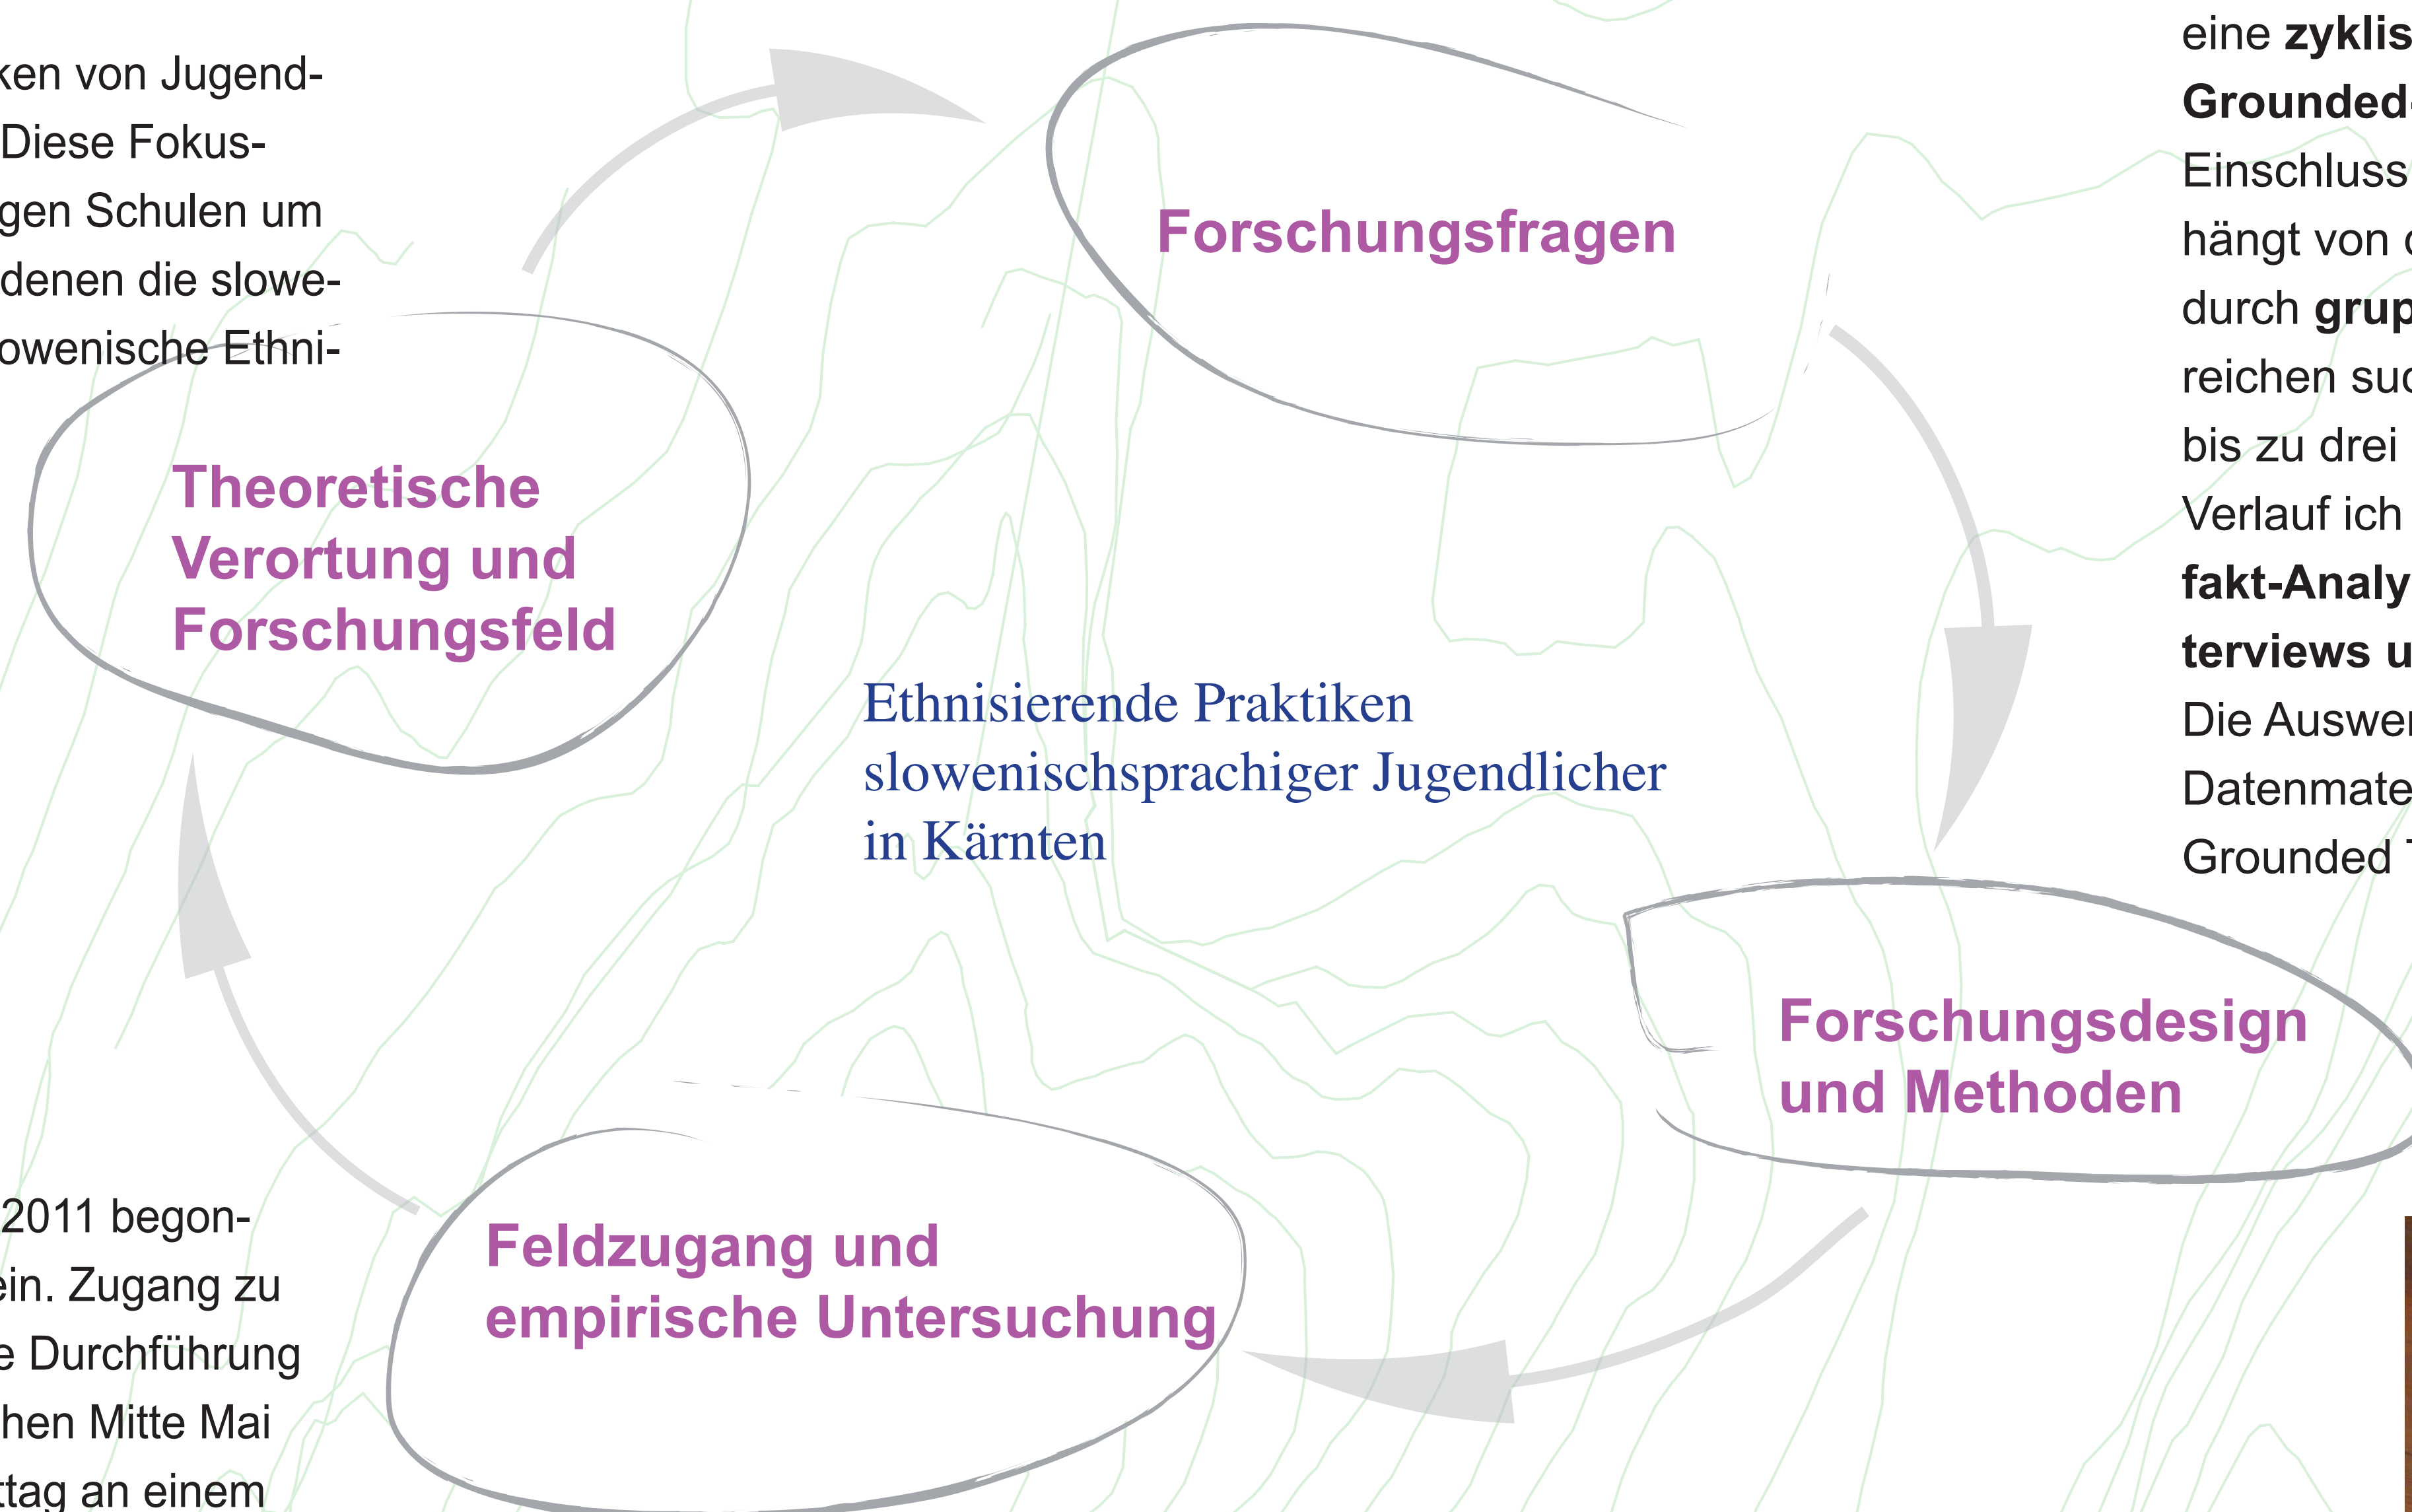 ken von Jugend-
Diese Fokus-
gen Schulen um
denen die slowe-
owenische Ethni-
Forschungsfragen
Theoretische
Verortung und
Forschungsfeld
Ethnisierende Praktiken
slowenischsprachiger Jugendlicher
in Kärnten
Forschungsdesign
und Methoden
Feldzugang und
empirische Untersuchung
2011 begon-
ein. Zugang zu
e Durchführung
hen Mitte Mai
ttag an einem
eine zyklis
Grounded-
Einschluss
hängt von
durch grup
reichen suc
bis zu drei
Verlauf ich
fakt-Analy
terviews u
Die Auswer
Datenmate
Grounded T